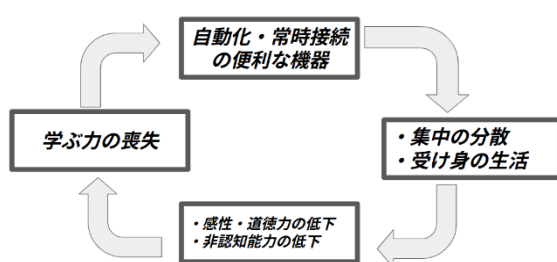 自動化・常時接続
の便利な機器
・集中の分散
・受け身の生活
・感性・道徳力の低下
・非認知能力の低下
学ぶ力の喪失